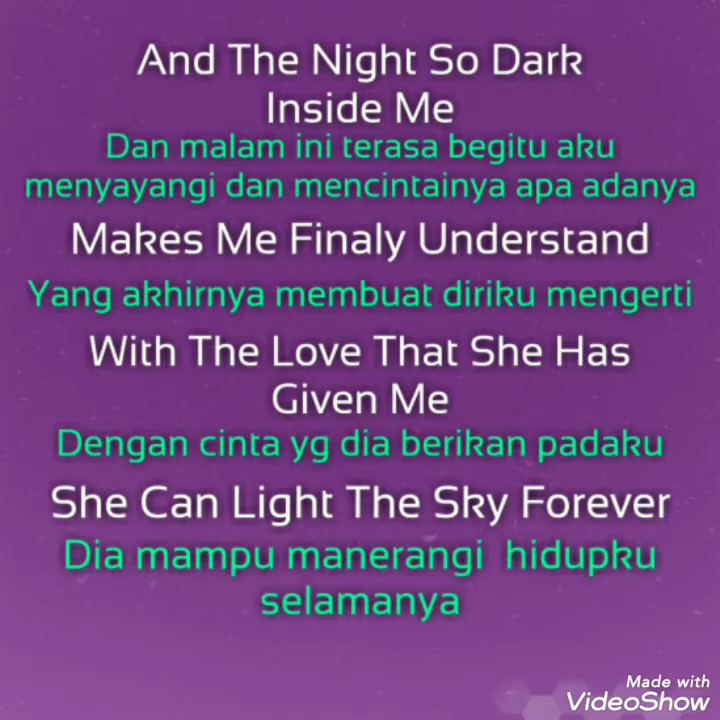 And The Night So Dark
Inside Me
Dan malam ini terasa begitu aku
menyayangi dan mencintainya apa adanya
Makes Me Finaly Understand
Yang akhirnya membuat diriku mengerti
With The Love That She Has
Given Me
Dengan cinta yg dia berikan padaku
She Can Light The Sky Forever
Dia mampu manerangi hidupku
selamanya
Made with
VideoShow